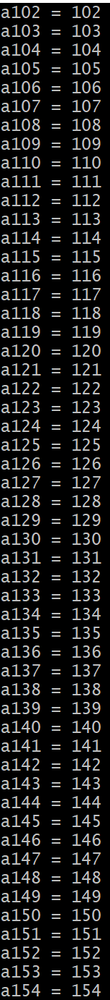 a102 = 102
a103 = 103
a104 = 104
a105 = 105
a106 = 106
a107 = 107
a108 = 108
a109 = 109
a110 = 110
a111 = 111
a112 = 112
a113 = 113
a114 = 114
a115 = 115
a116 = 116
a117 = 117
a118 = 118
a119 = 119
a120 = 120
a121 = 121
a122 = 122
a123 = 123
a124 = 124
a125 = 125
a126 = 126
a127 = 127
a128 = 128
a129 = 129
a130 = 130
a131 = 131
a132 = 132
a133 = 133
a134 = 134
a135 = 135
a136 = 136
a137 = 137
a138 = 138
a139 = 139
a140 = 140
a141 = 141
a142 = 142
a143 = 143
a144 = 144
a145 = 145
a146 = 146
a147 = 147
a148 = 148
a149 = 149
a150 = 150
a151 = 151
a152 = 152
a153 = 153
a154 = 154